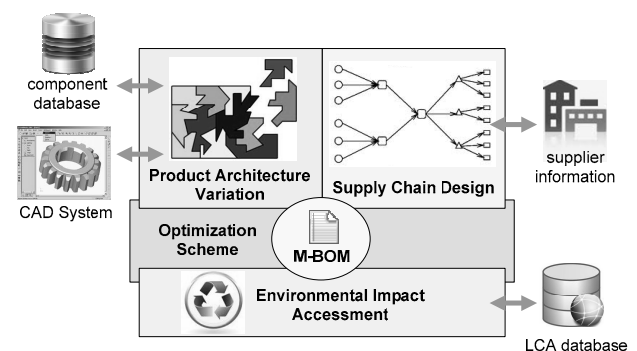 component
database
CAD System
Product Architecture
Variation
Supply Chain Design
supplier
information
Optimization
Scheme
M-BOM
Environmental Impact
Accessment
LCA database